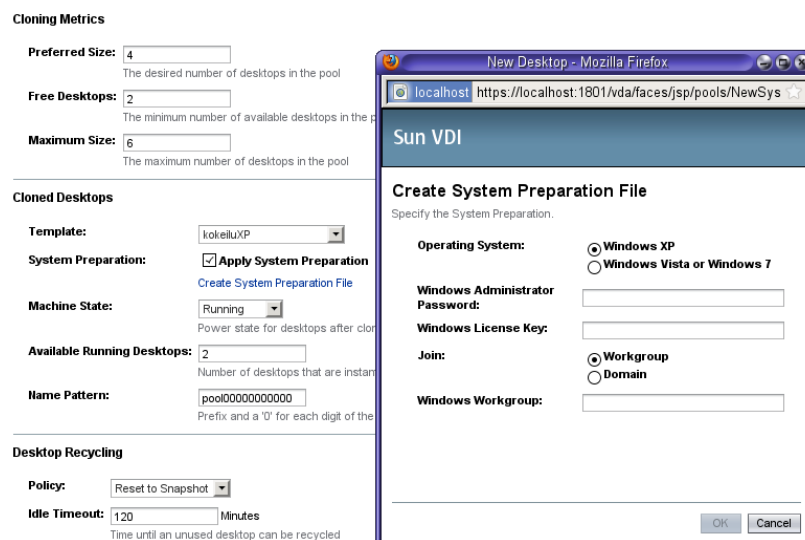 Cloning Metrics
Preferred Size: 4
The desired number of desktops in the pool
Free Desktops: 2
The minimum number of available desktops in the p
Maximum Size: 6
The maximum number of desktops in the pool
Cloned Desktops
Template: kokeiluXP
System Preparation: Apply System Preparation
Create System Preparation File
Machine State: Running
Power state for desktops after clon
Available Running Desktops: 2
Number of desktops that are instan
Name Pattern: pool00000000000
Prefix and a '0' for each digit of the
Desktop Recycling
Policy: Reset to Snapshot
Idle Timeout: 120 Minutes
Time until an unused desktop can be recycled
New Desktop - Mozilla Firefox
localhost https://localhost:1801/vda/faces/jsp/pools/NewSys
Sun VDI
Create System Preparation File
Specify the System Preparation.
Operating System: Windows XP
Windows Vista or Windows 7
Windows Administrator
Password:
Windows License Key:
Join: Workgroup
Domain
Windows Workgroup:
OK Cancel